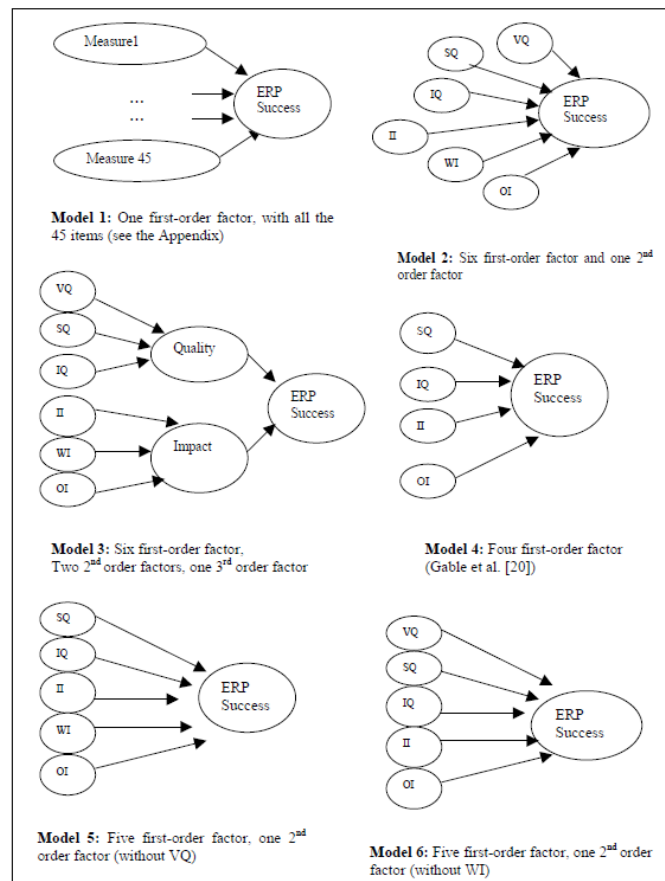 Measure1
...
...
Measure 45
ERP
Success
Model 1: One first-order factor, with all the
45 items (see the Appendix)
VQ
SQ
IQ
II
WI
OI
ERP
Success
Model 2: Six first-order factor and one 2nd
order factor
VQ
SQ
IQ
II
WI
OI
Quality
Impact
ERP
Success
Model 3: Six first-order factor,
Two 2nd order factors, one 3rd order factor
SQ
IQ
II
OI
ERP
Success
Model 4: Four first-order factor
(Gable et al. [20])
SQ
IQ
II
WI
OI
ERP
Success
Model 5: Five first-order factor, one 2nd
order factor (without VQ)
VQ
SQ
IQ
II
OI
ERP
Success
Model 6: Five first-order factor, one 2nd order
factor (without WI)